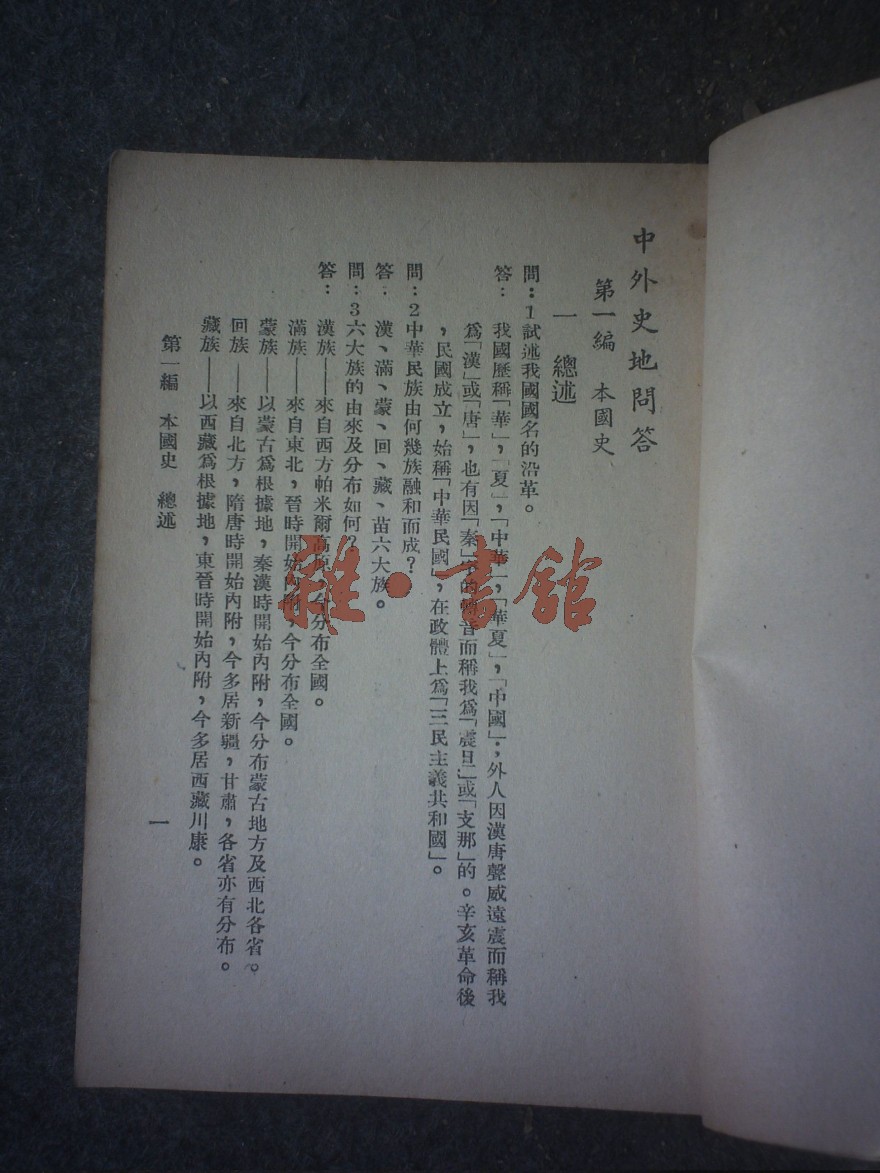 中外史地問答
第一編 本國史
一 總述
問：1試述我國國名的沿革。
答：我國歷稱「華」，「夏」，「中華」，「華夏」，「中國」；外人因漢唐聲威遠震而稱我
爲「漢」或「唐」，也有因「秦」的轉音而稱我爲「震旦」或「支那」的。辛亥革命後
，民國成立，始稱「中華民國」，在政體上爲「三民主義共和國」。
問：2中華民族由何幾族融和而成？
答：漢、滿、蒙、回、藏、苗六大族。
問：3六大族的由來及分布如何？
答：漢族——來自西方帕米爾高原，今分布全國。
滿族——來自東北，晉時開始內附，今分布全國。
蒙族——以蒙古爲根據地，秦漢時開始內附，今分布蒙古地方及西北各省。
回族——來自北方，隋唐時開始內附，今多居新疆，甘肅，各省亦有分布。
藏族——以西藏爲根據地，東晉時開始內附，今多居西藏川康。
第一編 本國史 總述
一
雜·書館